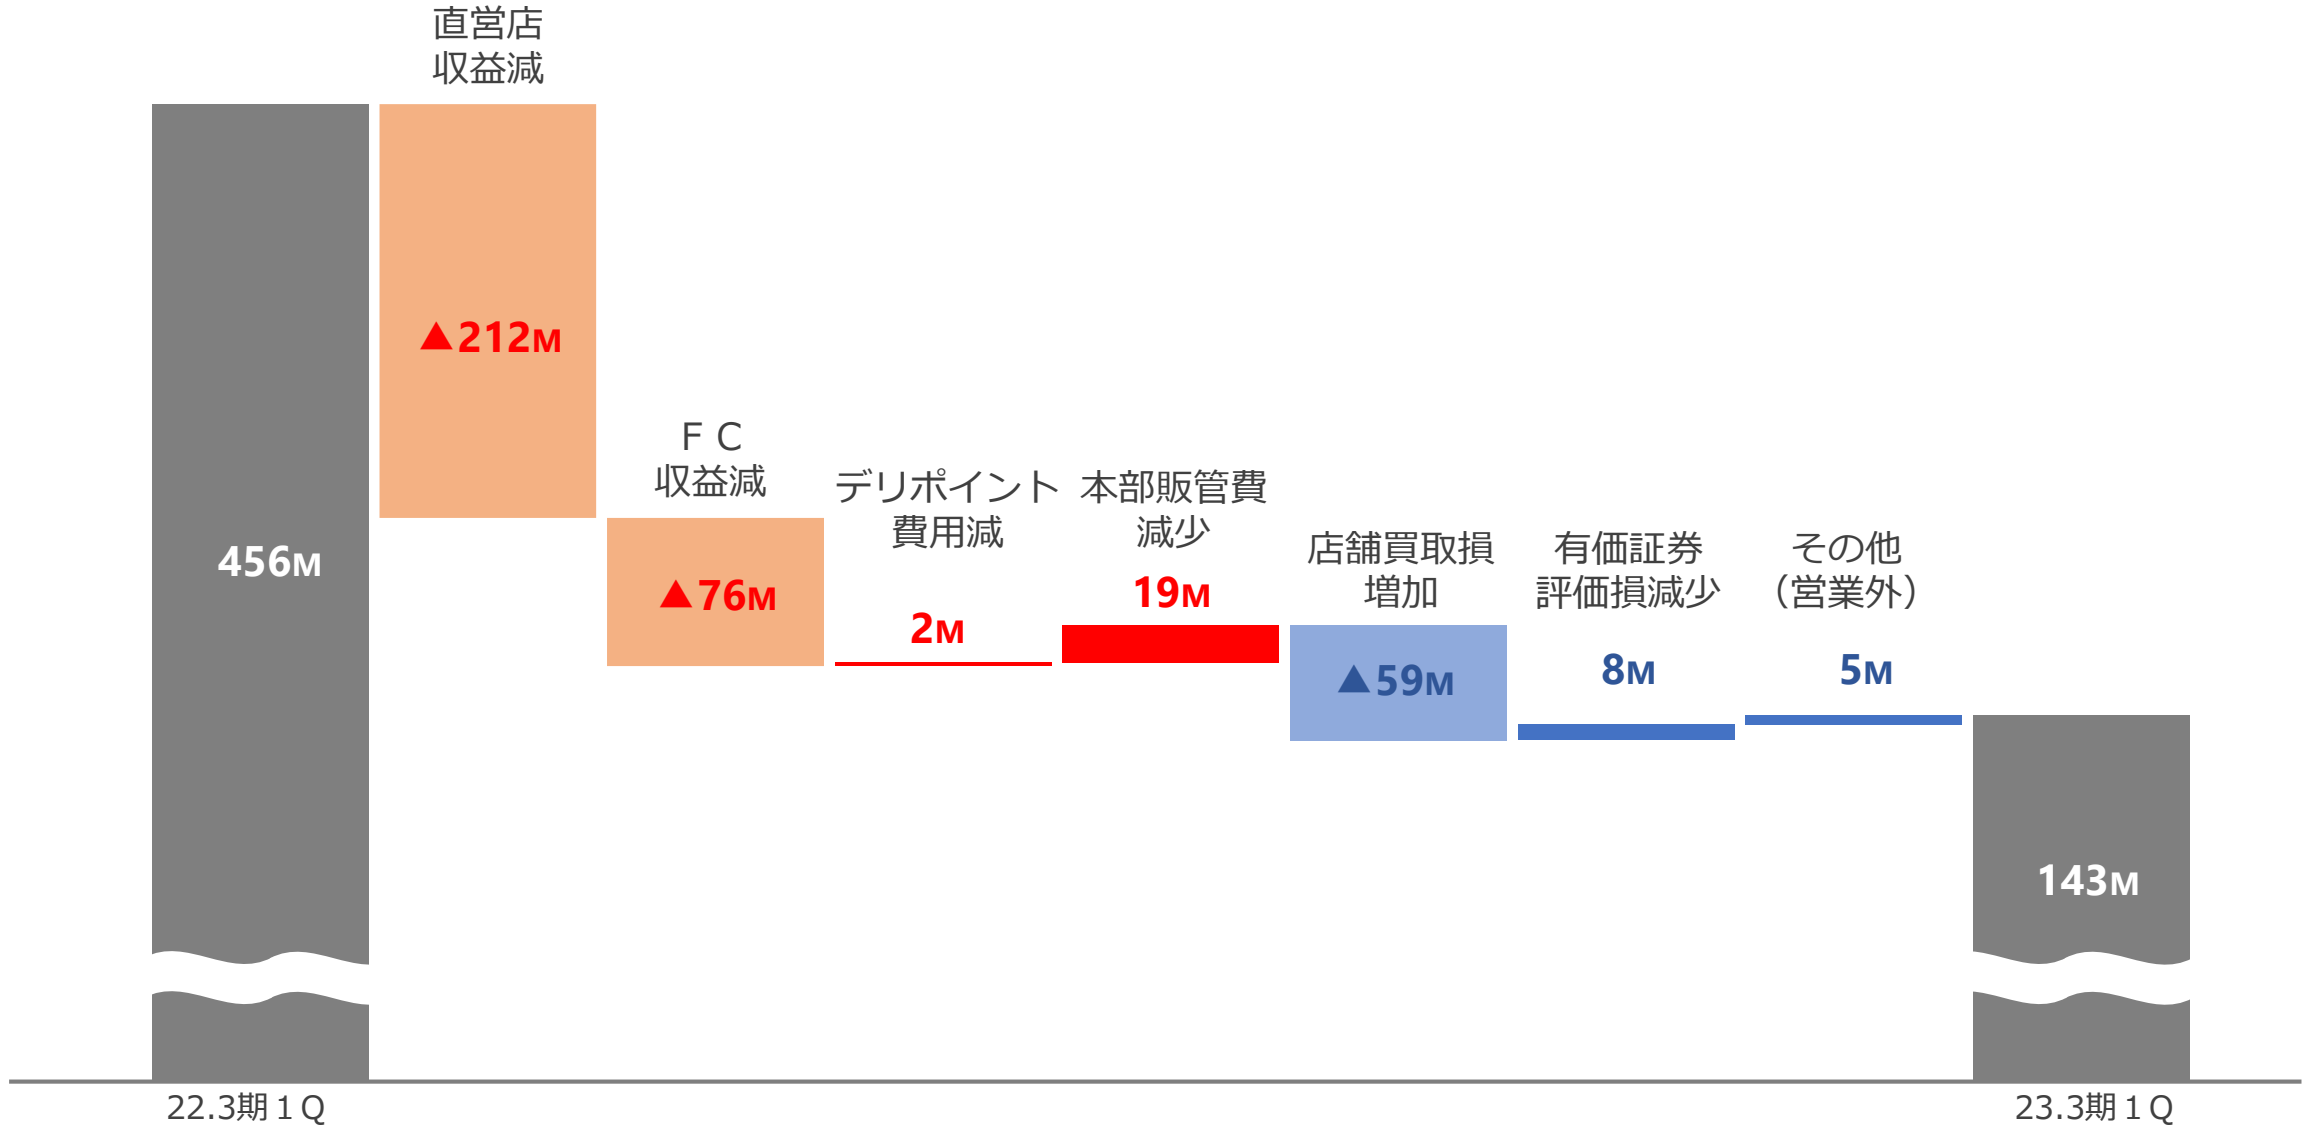 直営店
収益減
▲212M
456M
ＦＣ
収益減
▲76M
デリポイント
費用減
2M
本部販管費
減少
19M
店舗買取損
増加
▲59M
有価証券
評価損減少
8M
その他
（営業外）
5M
143M
22.3期１Q
23.3期１Q